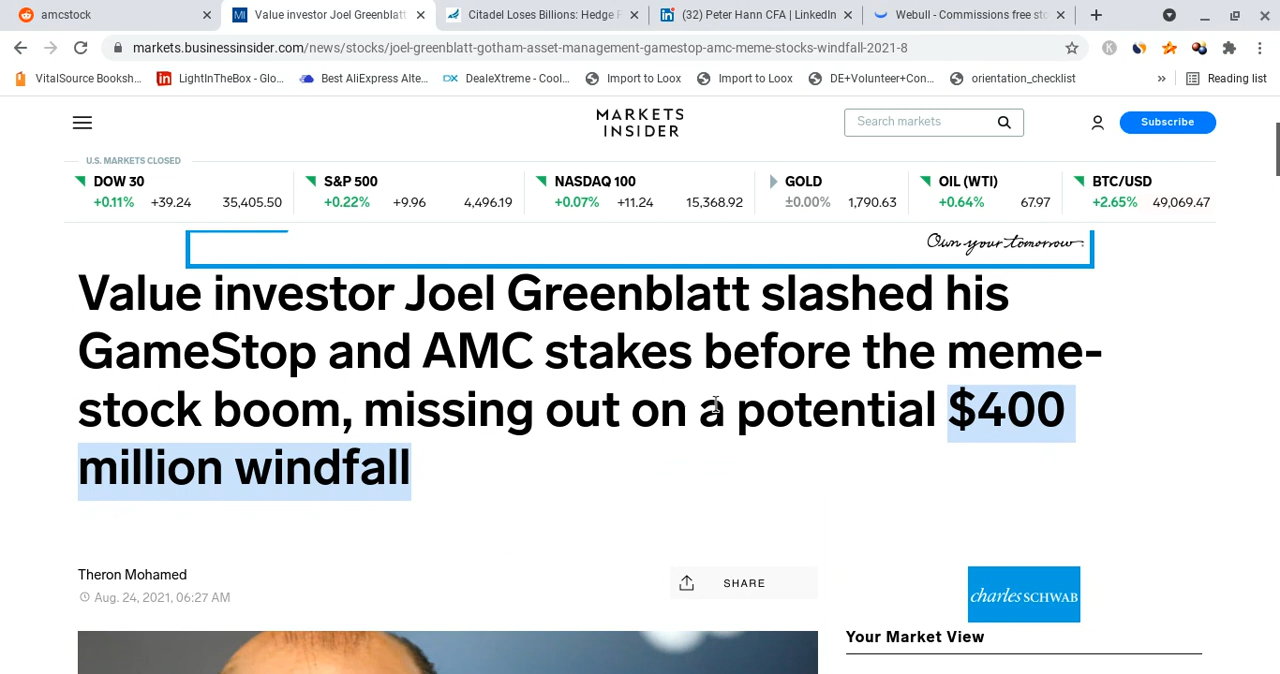 amcstock
Value investor Joel Greenblatt
Citadel Loses Billions: Hedge F
(32) Peter Hann CFA | LinkedIn
Webull - Commissions free sto
markets.businessinsider.com/news/stocks/joel-greenblatt-gotham-asset-management-gamestop-amc-meme-stocks-windfall-2021-8
VitalSource Booksh...
LightInTheBox - Glo...
Best AliExpress Alte...
DX DealeXtreme - Cool...
Import to Loox
Import to Loox
DE+Volunteer+Con...
orientation_checklist
»
Reading list
MARKETS
INSIDER
Search markets
Subscribe
U.S. MARKETS CLOSED
DOW 30
+0.11% +39.24 35,405.50
S&P 500
+0.22% +9.96 4,496.19
NASDAQ 100
+0.07% +11.24 15,368.92
GOLD
±0.00% 1,790.63
OIL (WTI)
+0.64% 67.97
BTC/USD
+2.65% 49,069.47
Own your tomorrow.
Value investor Joel Greenblatt slashed his
GameStop and AMC stakes before the meme-
stock boom, missing out on a potential $400
million windfall
Theron Mohamed
Aug. 24, 2021, 06:27 AM
SHARE
charles SCHWAB
Your Market View